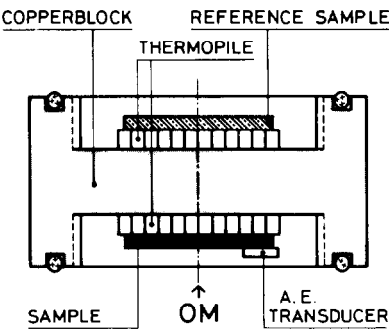 COPPERBLOCK
REFERENCE SAMPLE
THERMOPILE
SAMPLE
OM
A.E.
TRANSDUCER